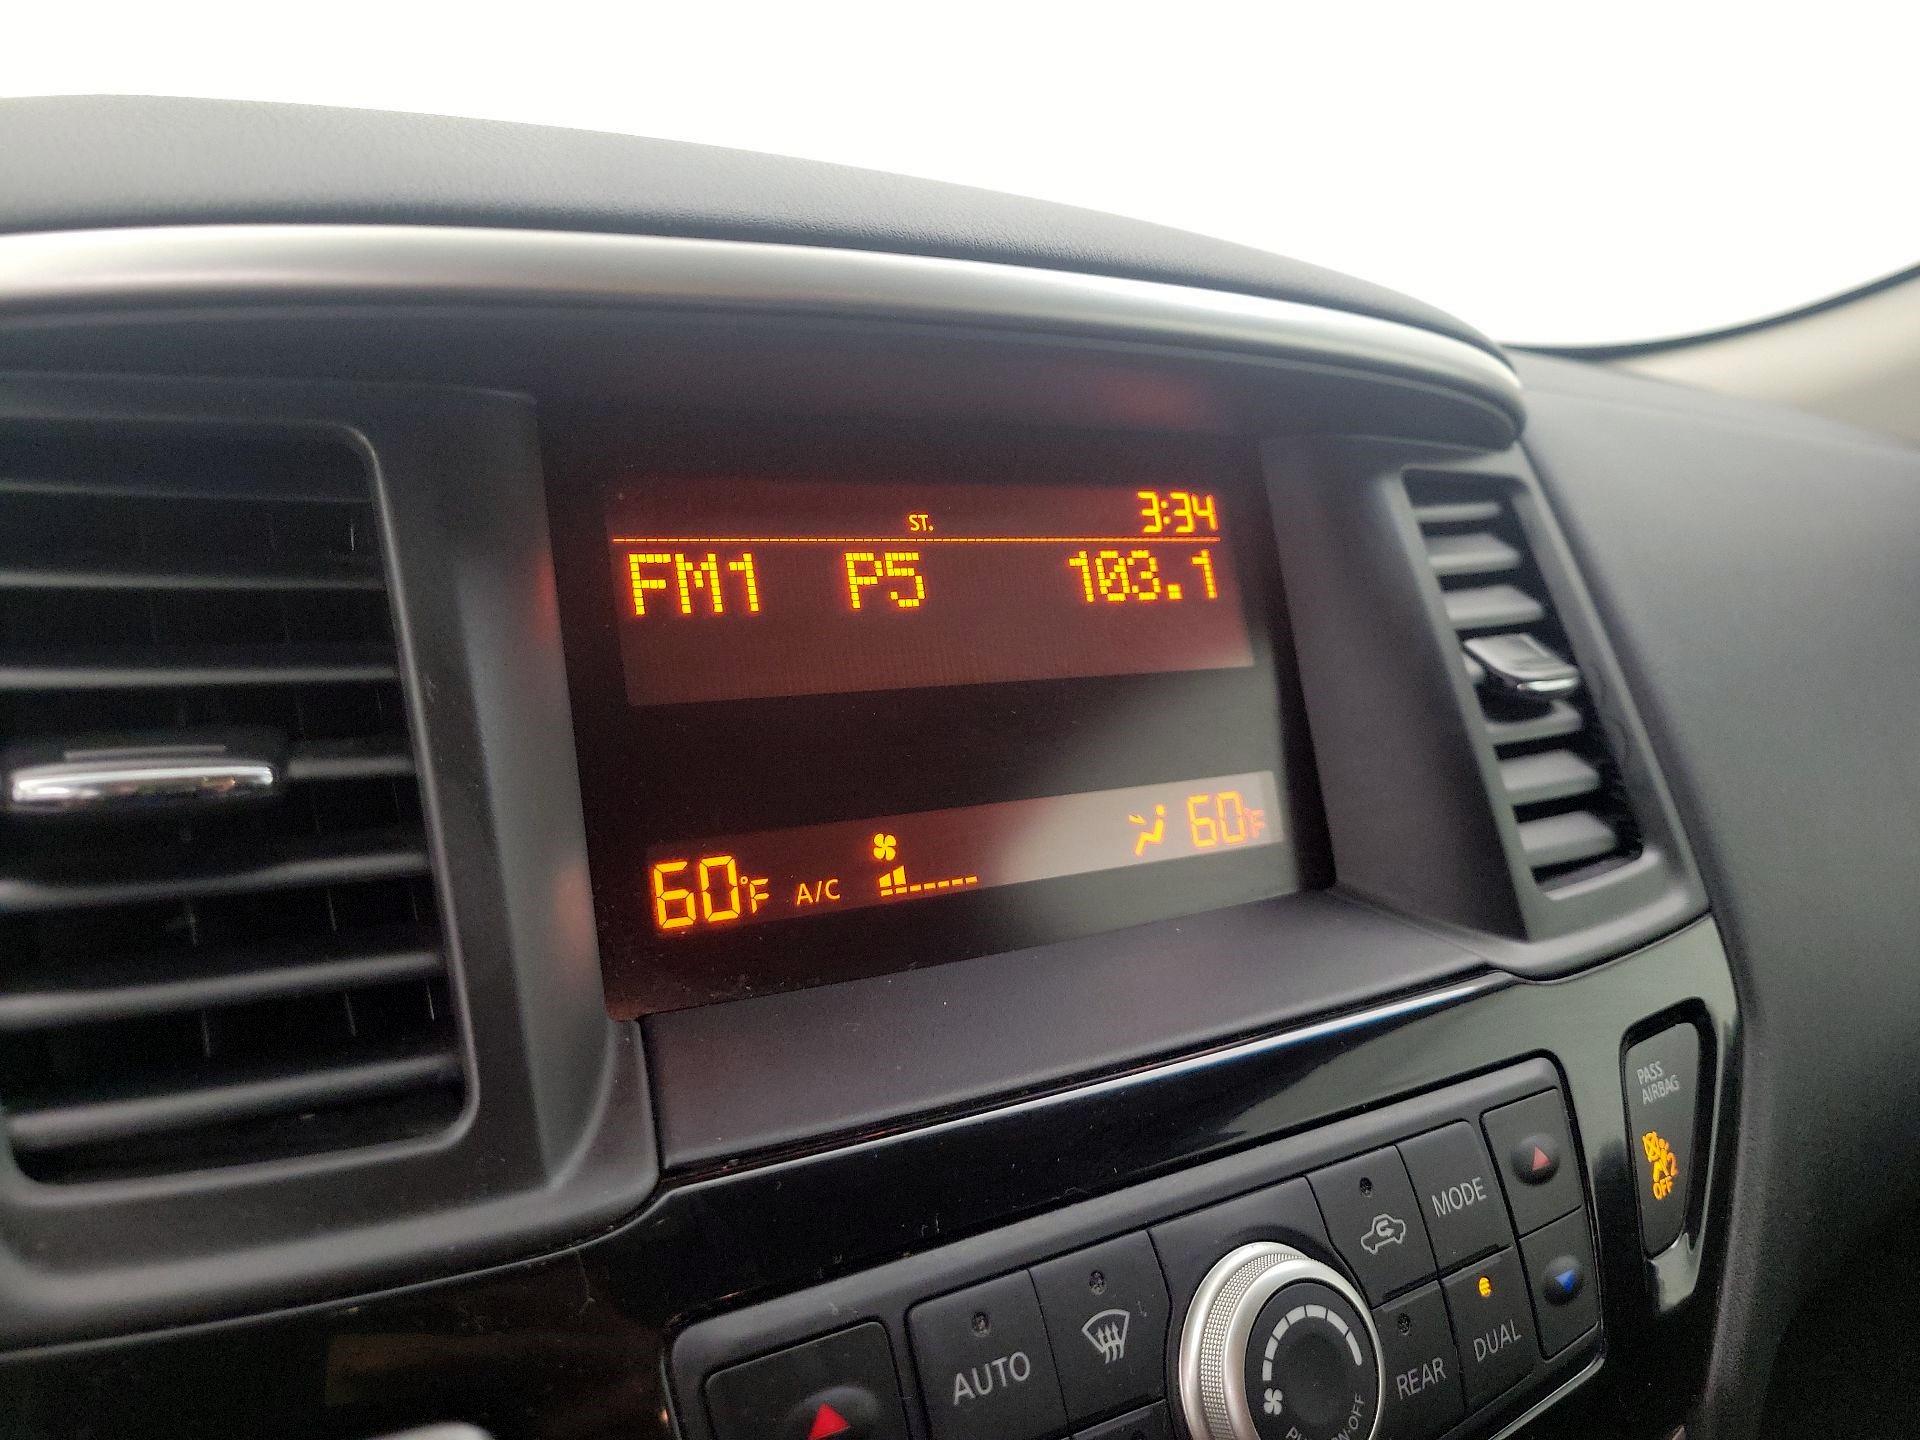 ST. 3:34
FM1 P5 103.1
60°F A/C 60°F
PASS
AIRBAG
OFF
MODE
AUTO
REAR
DUAL